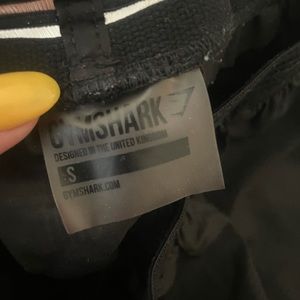 GYMSHARK
DESIGNED IN THE UNITED KINGDOM
S
GYMSHARK.COM